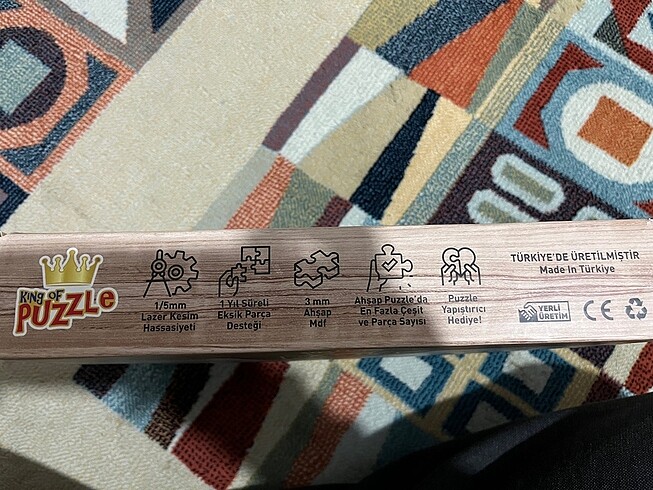 KING OF
PUZZLE
1/5mm
Lazer Kesim
Hassasiyeti
1 Yıl Süreli
Eksik Parça
Desteği
3 mm
Ahşap
Mdf
Ahşap Puzzle'da
En Fazla Çeşit
ve Parça Sayısı
Puzzle
Yapıştırıcı
Hediye!
TÜRKİYE'DE ÜRETİLMİŞTİR
Made In Türkiye
YERLİ
ÜRETİM
CE